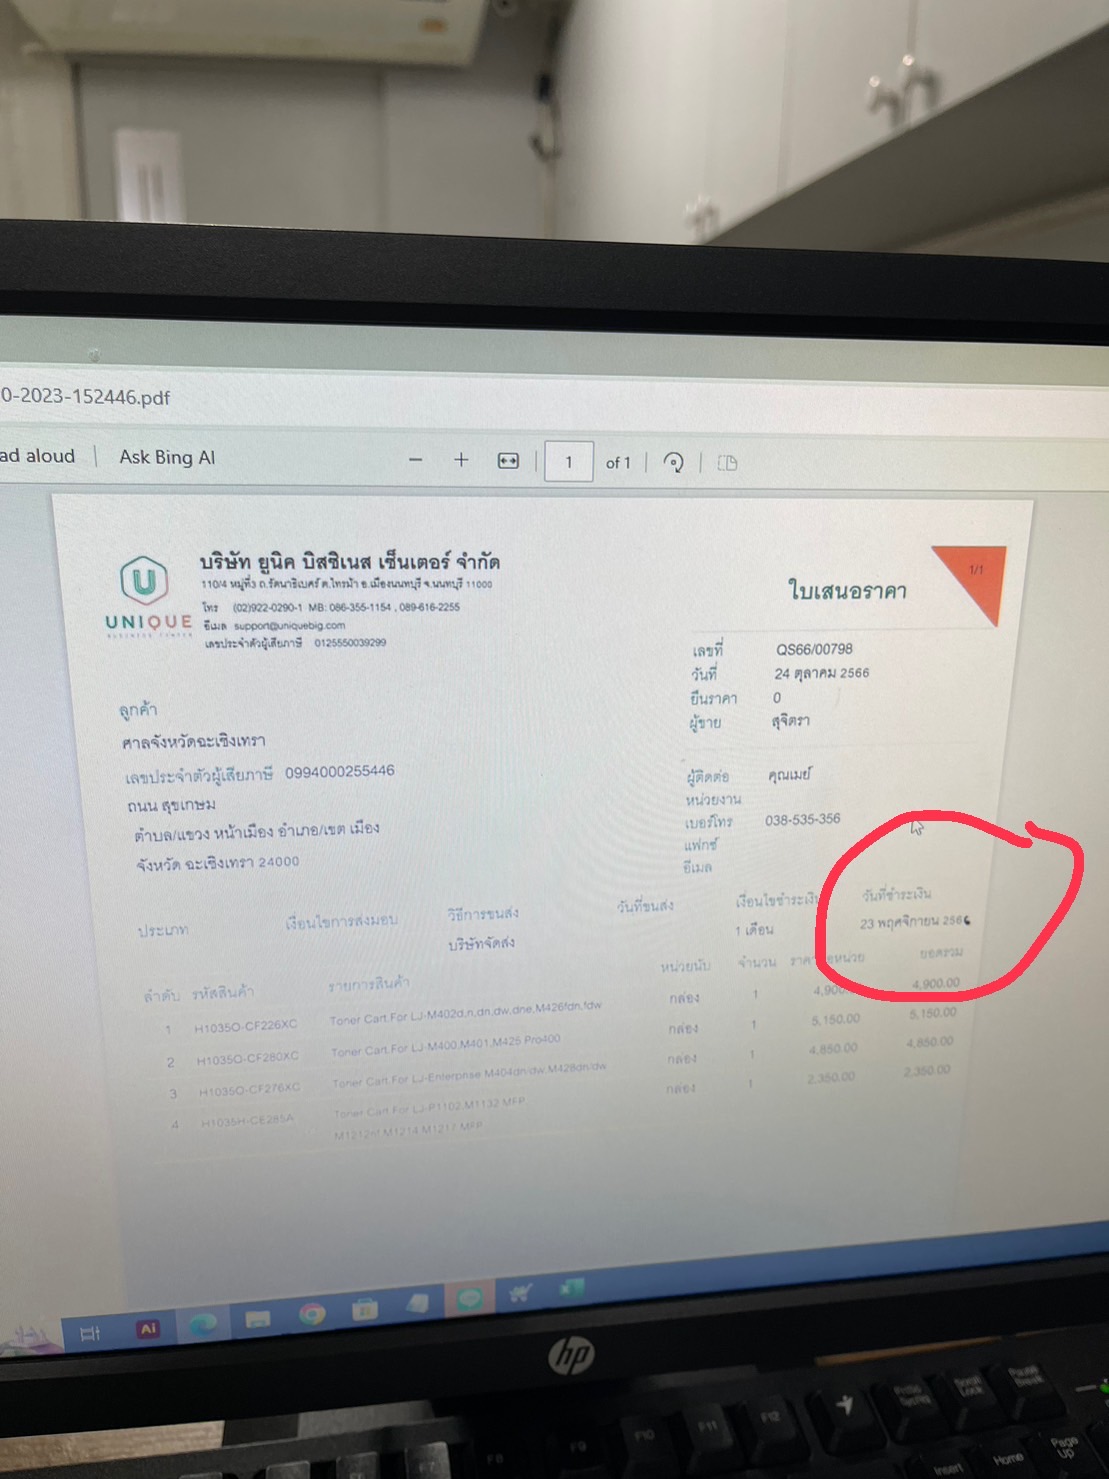 0-2023-152446.pdf
ad aloud | Ask Bing AI
1 of 1
บริษัท ยูนิค บิสซิเนส เซ็นเตอร์ จำกัด
110/4 หมู่ที่3 ถ.รัตนาธิเบศร์ ต.ไทรม้า อ.เมืองนนทบุรี จ.นนทบุรี 11000
โทร (02)922-0290-1 MB: 086-355-1154 , 089-616-2255
อีเมล support@uniquebig.com
เลขประจำตัวผู้เสียภาษี 0125550039299
U
UNIQUE
BUSINESS CENTER
1/1
ใบเสนอราคา
เลขที่ QS66/00798
วันที่ 24 ตุลาคม 2566
ยืนราคา 0
ผู้ขาย สุจิตรา
ลูกค้า
ศาลจังหวัดฉะเชิงเทรา
เลขประจำตัวผู้เสียภาษี 0994000255446
ถนน สุขเกษม
ตำบล/แขวง หน้าเมือง อำเภอ/เขต เมือง
จังหวัด ฉะเชิงเทรา 24000
ผู้ติดต่อ คุณเมย์
หน่วยงาน
เบอร์โทร 038-535-356
แฟกซ์
อีเมล
ประเภท เงื่อนไขการส่งมอบ วิธีการขนส่ง วันที่ขนส่ง เงื่อนไขชำระเงิน วันที่ชำระเงิน
บริษัทจัดส่ง 1 เดือน 23 พฤศจิกายน 2566
ลำดับ รหัสสินค้า รายการสินค้า หน่วยนับ จำนวน ยอดรวม
1 H1035O-CF226XC Toner Cart.For LJ-M402d,n,dn,dw,dne,M426fdn,fdw กล่อง 1 4,900.00
2 H1035O-CF280XC Toner Cart.For LJ-M400,M401,M425 Pro400 กล่อง 1 5,150.00 5,150.00
3 H1035O-CF276XC Toner Cart.For LJ-Enterprise M404dn/dw,M428dn/dw กล่อง 1 4,850.00 4,850.00
4 H1035H-CE285A Toner Cart.For LJ-P1102,M1132 MFP กล่อง 1 2,350.00 2,350.00
M1212nf,M1214,M1217 MFP
Ai
hp
F8 F9 F10 F11 F12
Scroll Lock
Pause Break
Insert Home Page Up